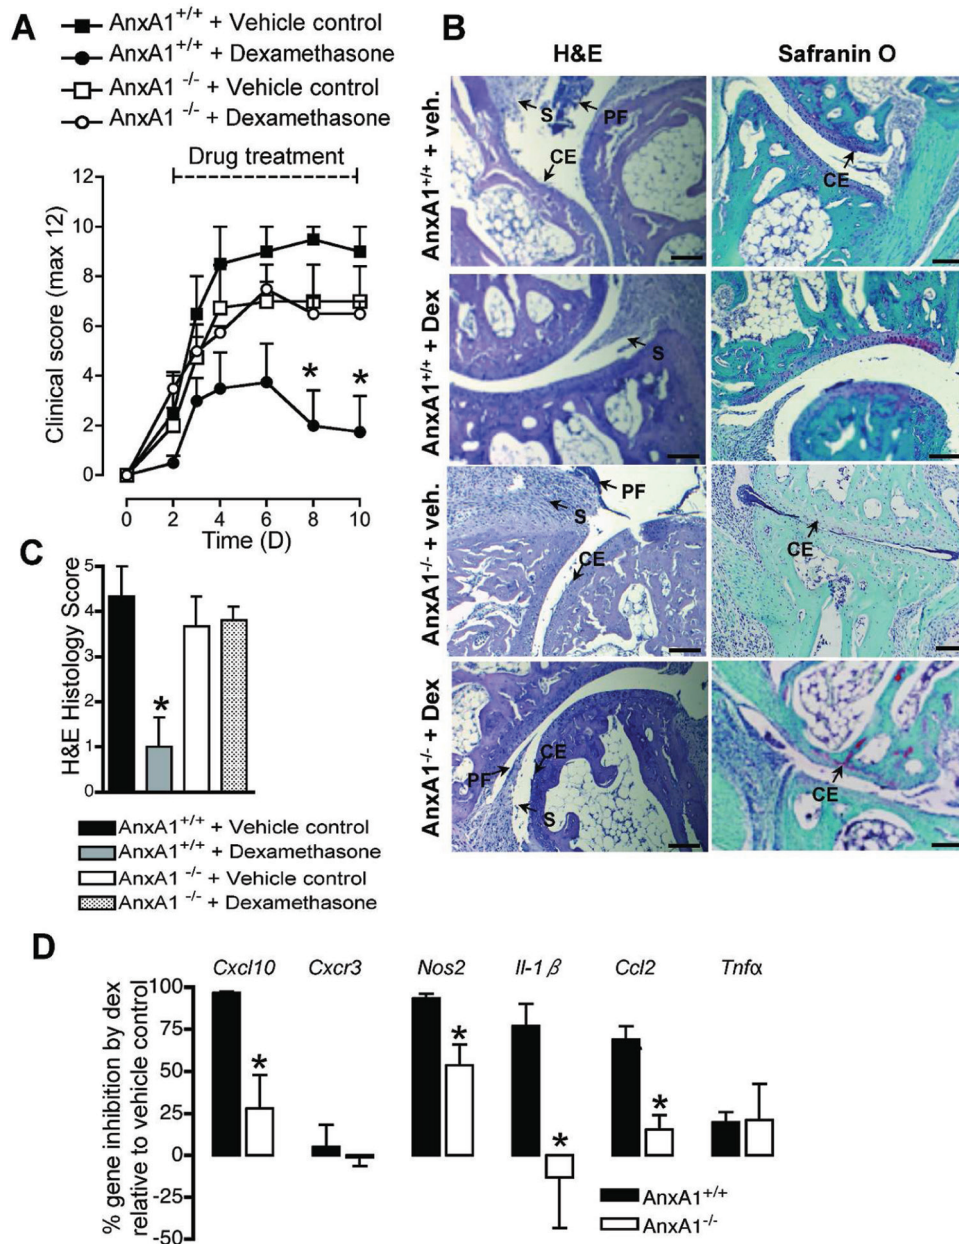 A
AnxA1+/+ + Vehicle control
AnxA1+/+ + Dexamethasone
AnxA1 -/- + Vehicle control
AnxA1 -/- + Dexamethasone
Drug treatment
Clinical score (max 12)
12
10
8
6
4
2
0
0 2 4 6 8 10
Time (D)
* *
B
H&E Safranin O
AnxA1+/+ + veh.
S PF CE
CE
AnxA1+/+ + Dex
S
AnxA1-/- + veh.
PF S CE
CE
AnxA1-/- + Dex
PF CE S
CE
C
H&E Histology Score
5
4
3
2
1
0
*
AnxA1+/+ + Vehicle control
AnxA1+/+ + Dexamethasone
AnxA1 -/- + Vehicle control
AnxA1 -/- + Dexamethasone
D
Cxcl10 Cxcr3 Nos2 Il-1 β Ccl2 Tnfα
% gene inhibition by dex
relative to vehicle control
100
75
50
25
0
-25
-50
* * * *
AnxA1+/+
AnxA1-/-